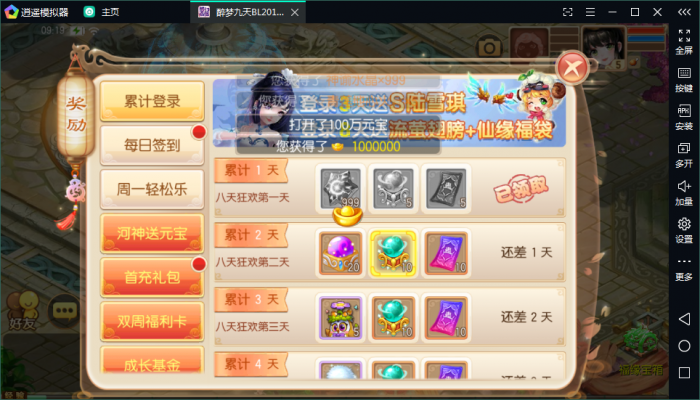 逍遥模拟器
主页
醉梦九天BL201...
全屏
按键
安装
多开
加量
设置
更多
09:19
奖励
累计登录
每日签到
周一轻松乐
河神送元宝
首充礼包
双周福利卡
成长基金
登录3天送S陆雪琪
打开了100万元宝
流萤翅膀+仙缘福袋
您获得了 1000000
累计 1 天
八天狂欢第一天
999
5
5
已领取
累计 2 天
八天狂欢第二天
20
10
10
还差 1 天
累计 3 天
八天狂欢第三天
5
10
10
还差 2 天
累计 4 天
好友